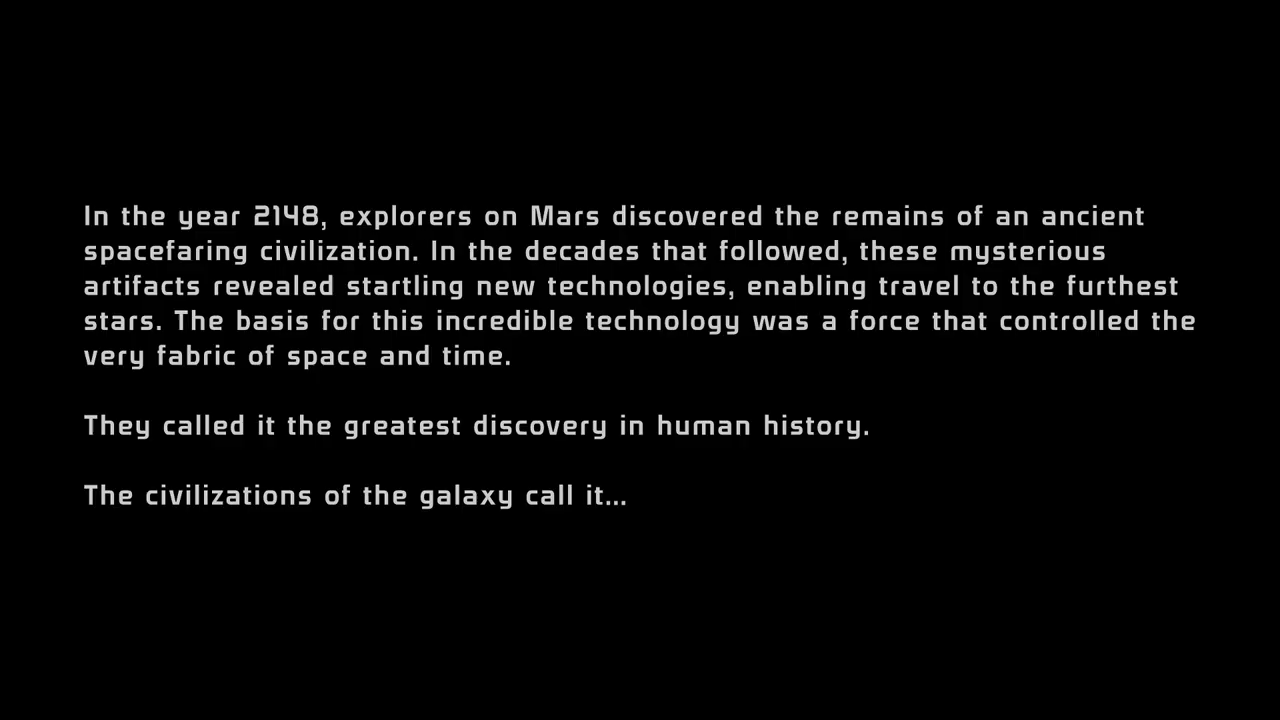 In the year 2148, explorers on Mars discovered the remains of an ancient
spacefaring civilization. In the decades that followed, these mysterious
artifacts revealed startling new technologies, enabling travel to the furthest
stars. The basis for this incredible technology was a force that controlled the
very fabric of space and time.
They called it the greatest discovery in human history.
The civilizations of the galaxy call it...